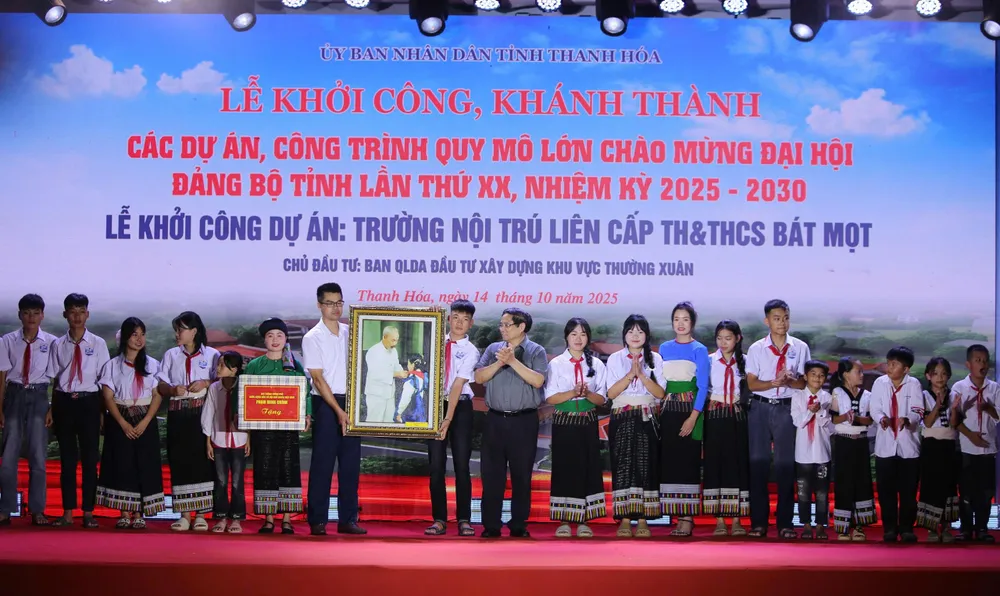 ỦY BAN NHÂN DÂN TỈNH THANH HÓA
LỄ KHỞI CÔNG, KHÁNH THÀNH
CÁC DỰ ÁN, CÔNG TRÌNH QUY MÔ LỚN CHÀO MỪNG ĐẠI HỘI
ĐẢNG BỘ TỈNH LẦN THỨ XX, NHIỆM KỲ 2025 - 2030
LỄ KHỞI CÔNG DỰ ÁN: TRƯỜNG NỘI TRÚ LIÊN CẤP TH&THCS BÁT MỌT
CHỦ ĐẦU TƯ: BAN QLDA ĐẦU TƯ XÂY DỰNG KHU VỰC THƯỜNG XUÂN
Thanh Hóa, ngày 14 tháng 10 năm 2025
PHẠM MINH CHÍNH
Tặng